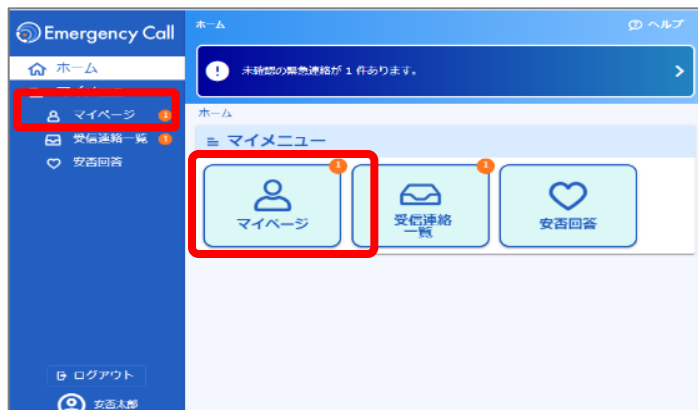 Emergency Call
ホーム
マイページ 1
受信連絡一覧 1
安否回答
ログアウト
安否太郎
ホーム
ヘルプ
未確認の緊急連絡が 1 件あります。
ホーム
マイメニュー
1
マイページ
1
受信連絡
一覧
安否回答